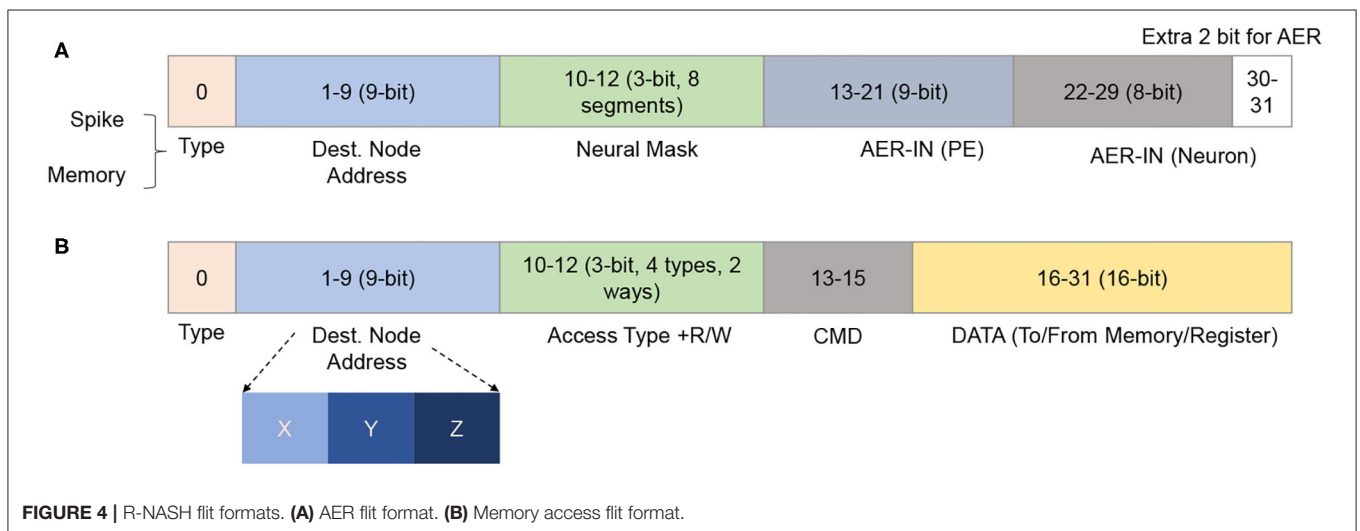 Extra 2 bit for AER
A
0
1-9 (9-bit)
10-12 (3-bit, 8
segments)
13-21 (9-bit)
22-29 (8-bit)
30-
31
Spike
Memory
Type
Dest. Node
Address
Neural Mask
AER-IN (PE)
AER-IN (Neuron)
B
0
1-9 (9-bit)
10-12 (3-bit, 4 types, 2
ways)
13-15
16-31 (16-bit)
Type
Dest. Node
Address
Access Type +R/W
CMD
DATA (To/From Memory/Register)
X
Y
Z
FIGURE 4 | R-NASH flit formats. (A) AER flit format. (B) Memory access flit format.